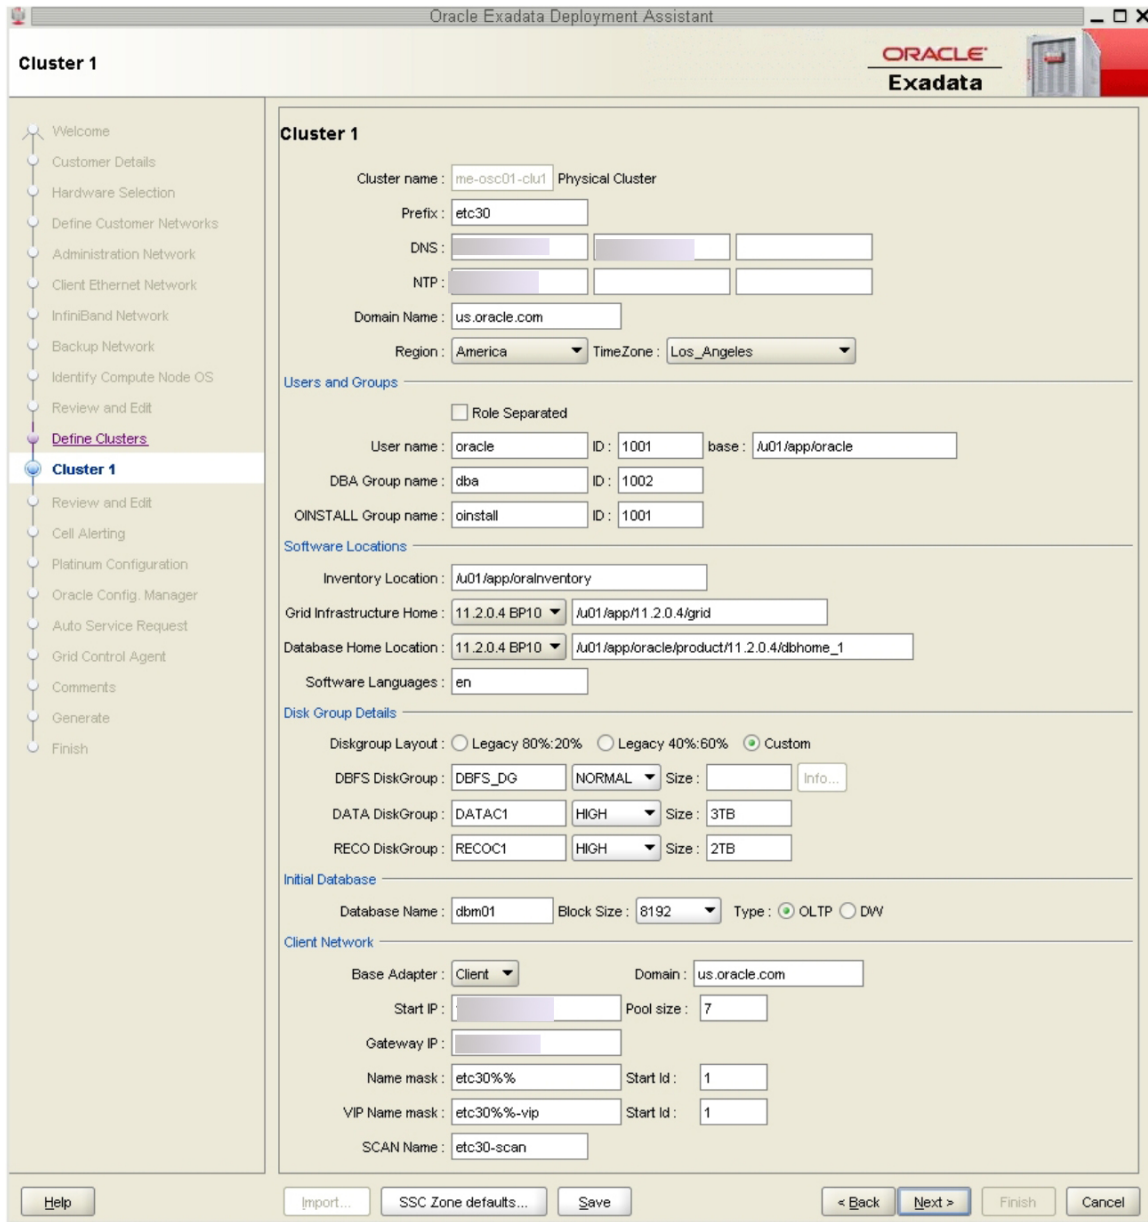 Oracle Exadata Deployment Assistant
Cluster 1
ORACLE
Exadata
Welcome
Customer Details
Hardware Selection
Define Customer Networks
Administration Network
Client Ethernet Network
InfiniBand Network
Backup Network
Identify Compute Node OS
Review and Edit
Define Clusters
Cluster 1
Review and Edit
Cell Alerting
Platinum Configuration
Oracle Config. Manager
Auto Service Request
Grid Control Agent
Comments
Generate
Finish
Cluster 1
Cluster name : me-osc01-clu1 Physical Cluster
Prefix : etc30
DNS :
NTP :
Domain Name : us.oracle.com
Region : America TimeZone : Los_Angeles
Users and Groups
Role Separated
User name : oracle ID : 1001 base : /u01/app/oracle
DBA Group name : dba ID : 1002
OINSTALL Group name : oinstall ID : 1001
Software Locations
Inventory Location : /u01/app/oraInventory
Grid Infrastructure Home : 11.2.0.4 BP10 /u01/app/11.2.0.4/grid
Database Home Location : 11.2.0.4 BP10 /u01/app/oracle/product/11.2.0.4/dbhome_1
Software Languages : en
Disk Group Details
Diskgroup Layout : Legacy 80%:20% Legacy 40%:60% Custom
DBFS DiskGroup : DBFS_DG NORMAL Size : Info...
DATA DiskGroup : DATAC1 HIGH Size : 3TB
RECO DiskGroup : RECOC1 HIGH Size : 2TB
Initial Database
Database Name : dbm01 Block Size : 8192 Type : OLTP DW
Client Network
Base Adapter : Client Domain : us.oracle.com
Start IP : Pool size : 7
Gateway IP :
Name mask : etc30%% Start Id : 1
VIP Name mask : etc30%%-vip Start Id : 1
SCAN Name : etc30-scan
Help Import... SSC Zone defaults... Save < Back Next > Finish Cancel